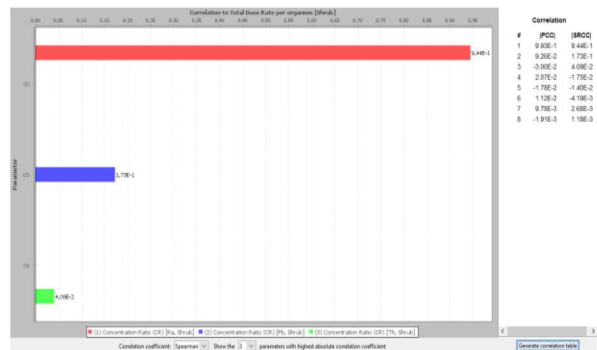 Correlation to Total Dose Rate per organism [Shrub]
0.00 0.05 0.10 0.15 0.20 0.25 0.30 0.35 0.40 0.45 0.50 0.55 0.60 0.65 0.70 0.75 0.80 0.85 0.90 0.95
9,44E-1
(1)
1,73E-1
(2)
4,09E-2
(3)
Parameter
(1) Concentration Ratio (CR) [Ra, Shrub] (2) Concentration Ratio (CR) [Pb, Shrub] (3) Concentration Ratio (CR) [Th, Shrub]
Correlation coefficient: Spearman Show the 3 parameters with highest absolute correlation coefficient
Correlation
# |PCC| |SRCC|
1 9.93E-1 9.44E-1
2 9.26E-2 1.73E-1
3 -3.00E-2 4.09E-2
4 2.07E-2 -1.75E-2
5 -1.78E-2 -1.40E-2
6 1.12E-2 -4.19E-3
7 9.78E-3 2.68E-3
8 -1.91E-3 1.18E-3
Generate correlation table